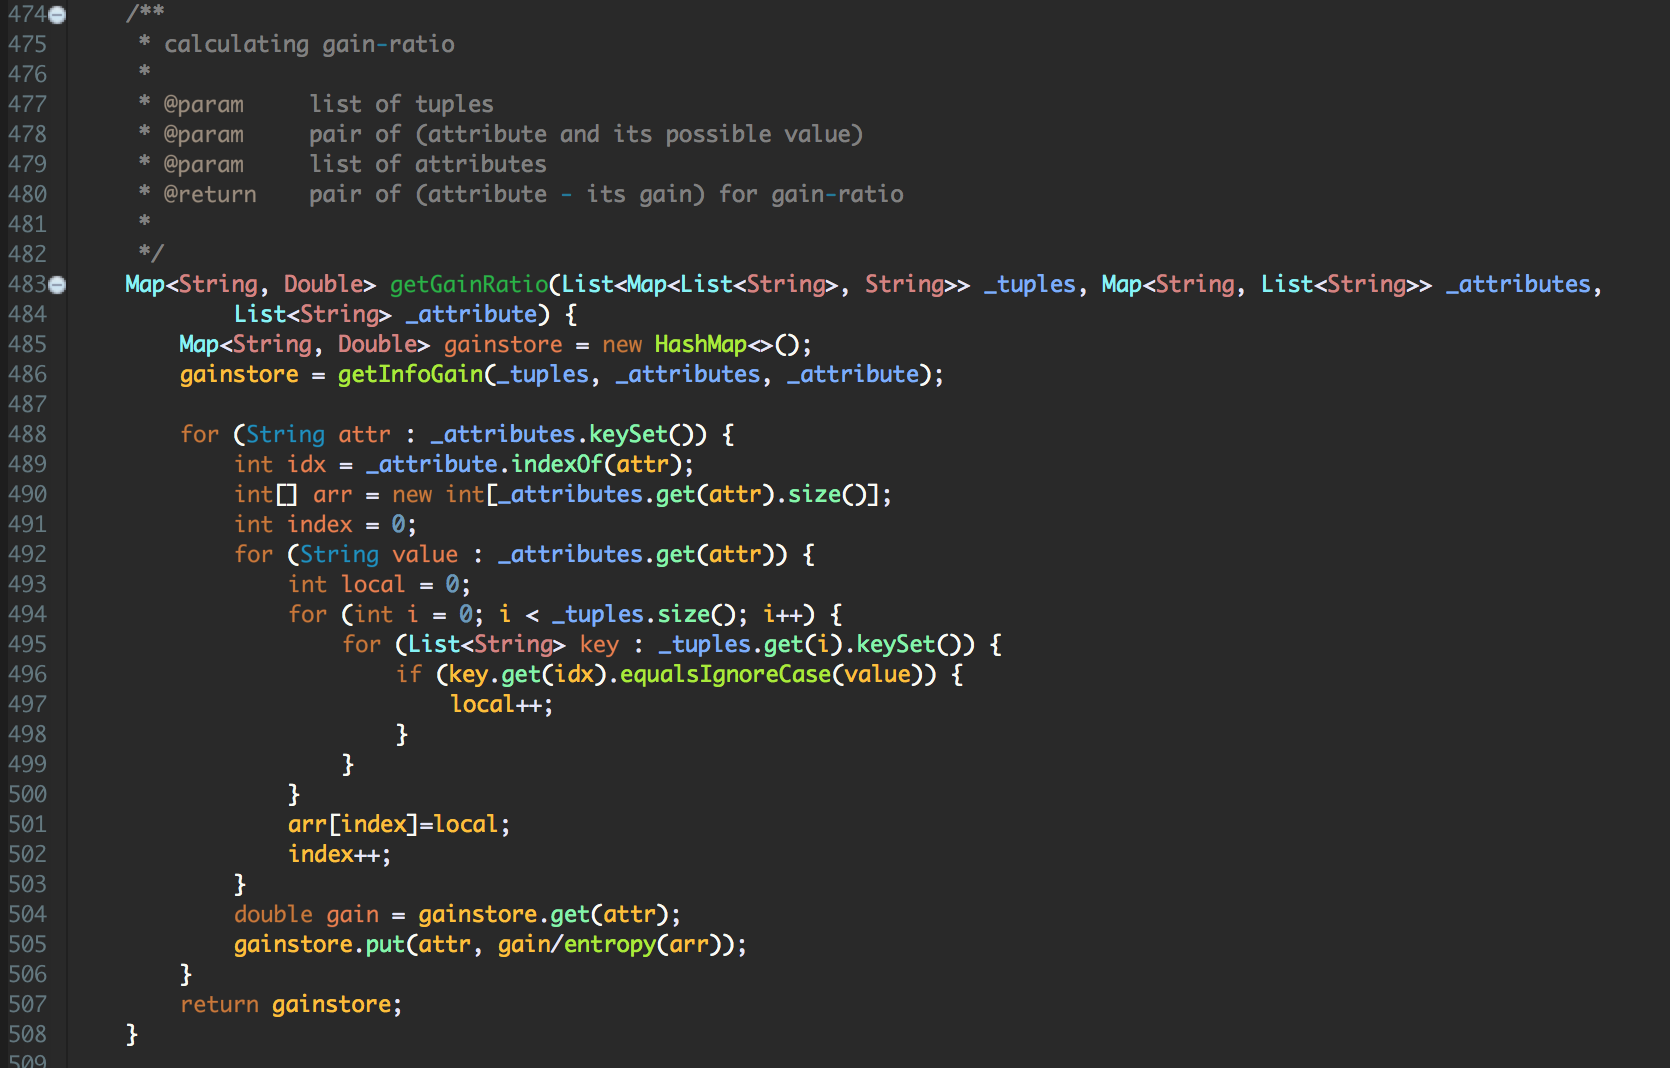 474 /**
475 * calculating gain-ratio
476 *
477 * @param list of tuples
478 * @param pair of (attribute and its possible value)
479 * @param list of attributes
480 * @return pair of (attribute - its gain) for gain-ratio
481 *
482 */
483 Map<String, Double> getGainRatio(List<Map<List<String>, String>> _tuples, Map<String, List<String>> _attributes,
484 List<String> _attribute) {
485 Map<String, Double> gainstore = new HashMap<>();
486 gainstore = getInfoGain(_tuples, _attributes, _attribute);
487
488 for (String attr : _attributes.keySet()) {
489 int idx = _attribute.indexOf(attr);
490 int[] arr = new int[_attributes.get(attr).size()];
491 int index = 0;
492 for (String value : _attributes.get(attr)) {
493 int local = 0;
494 for (int i = 0; i < _tuples.size(); i++) {
495 for (List<String> key : _tuples.get(i).keySet()) {
496 if (key.get(idx).equalsIgnoreCase(value)) {
497 local++;
498 }
499 }
500 }
501 arr[index]=local;
502 index++;
503 }
504 double gain = gainstore.get(attr);
505 gainstore.put(attr, gain/entropy(arr));
506 }
507 return gainstore;
508 }
509